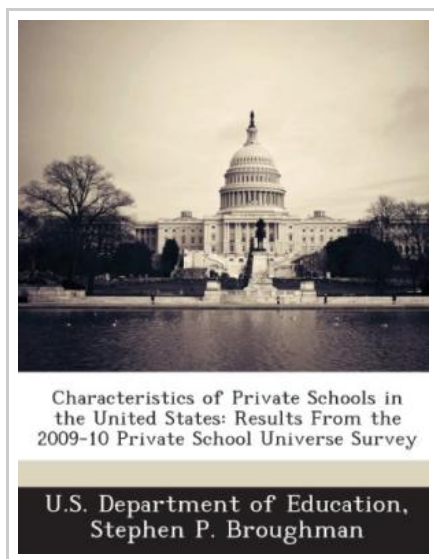 Characteristics of Private Schools in
the United States: Results From the
2009-10 Private School Universe Survey
U.S. Department of Education,
Stephen P. Broughman